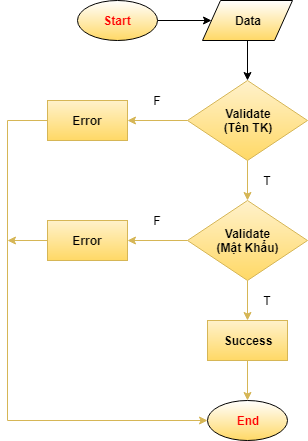 Start
Data
F
Error
Validate
(Tên TK)
T
F
Error
Validate
(Mật Khẩu)
T
Success
End